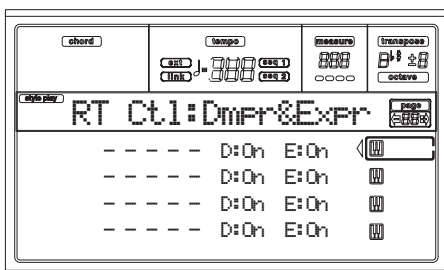 chord tempo measure transpose
ext seq 1
link seq 2
octave
style play page
RT Ctl:Dmpr&Expr
- - - - - D:On E:On
- - - - - D:On E:On
- - - - - D:On E:On
- - - - - D:On E:On